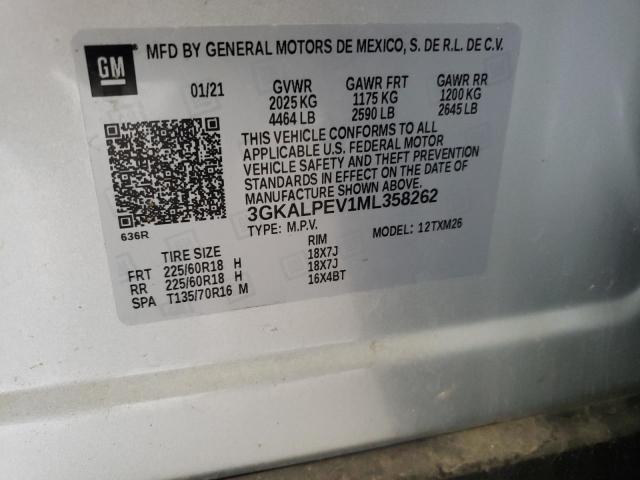 GM ® MFD BY GENERAL MOTORS DE MEXICO, S. DE R.L. DE C.V.
01/21 GVWR GAWR FRT GAWR RR
2025 KG 1175 KG 1200 KG
4464 LB 2590 LB 2645 LB
THIS VEHICLE CONFORMS TO ALL
APPLICABLE U.S. FEDERAL MOTOR
VEHICLE SAFETY AND THEFT PREVENTION
STANDARDS IN EFFECT ON THE DATE OF
MANUFACTURE SHOWN ABOVE.
3GKALPEV1ML358262
636R
TYPE: M.P.V. MODEL: 12TXM26
TIRE SIZE RIM
FRT 225/60R18 H 18X7J
RR 225/60R18 H 18X7J
SPA T135/70R16 M 16X4BT